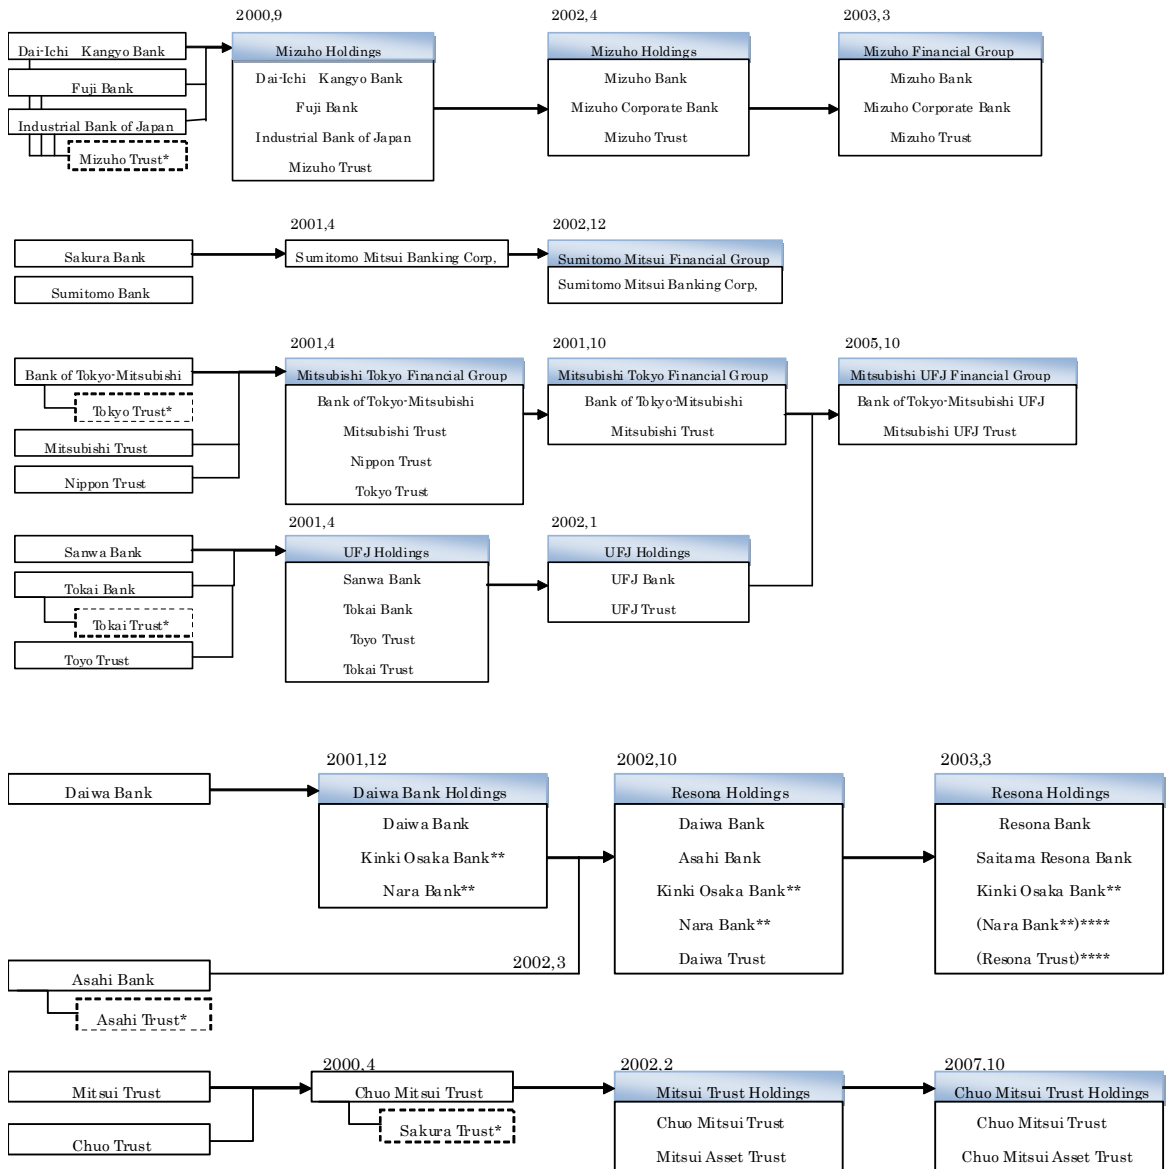 2000,9
2002,4
2003,3
Dai-Ichi Kangyo Bank
Fuji Bank
Industrial Bank of Japan
Mizuho Trust*
Mizuho Holdings
Dai-Ichi Kangyo Bank
Fuji Bank
Industrial Bank of Japan
Mizuho Trust
Mizuho Holdings
Mizuho Bank
Mizuho Corporate Bank
Mizuho Trust
Mizuho Financial Group
Mizuho Bank
Mizuho Corporate Bank
Mizuho Trust
2001,4
2002,12
Sakura Bank
Sumitomo Bank
Sumitomo Mitsui Banking Corp,
Sumitomo Mitsui Financial Group
Sumitomo Mitsui Banking Corp,
2001,4
2001,10
2005,10
Bank of Tokyo-Mitsubishi
Tokyo Trust*
Mitsubishi Trust
Nippon Trust
Mitsubishi Tokyo Financial Group
Bank of Tokyo-Mitsubishi
Mitsubishi Trust
Nippon Trust
Tokyo Trust
Mitsubishi Tokyo Financial Group
Bank of Tokyo-Mitsubishi
Mitsubishi Trust
Mitsubishi UFJ Financial Group
Bank of Tokyo-Mitsubishi UFJ
Mitsubishi UFJ Trust
2001,4
2002,1
Sanwa Bank
Tokai Bank
Tokai Trust*
Toyo Trust
UFJ Holdings
Sanwa Bank
Tokai Bank
Toyo Trust
Tokai Trust
UFJ Holdings
UFJ Bank
UFJ Trust
2001,12
2002,10
2003,3
Daiwa Bank
Daiwa Bank Holdings
Daiwa Bank
Kinki Osaka Bank**
Nara Bank**
Resona Holdings
Daiwa Bank
Asahi Bank
Kinki Osaka Bank**
Nara Bank**
Daiwa Trust
Resona Holdings
Resona Bank
Saitama Resona Bank
Kinki Osaka Bank**
(Nara Bank**)****
(Resona Trust)****
2002,3
Asahi Bank
Asahi Trust*
2000,4
2002,2
2007,10
Mitsui Trust
Chuo Trust
Chuo Mitsui Trust
Sakura Trust*
Mitsui Trust Holdings
Chuo Mitsui Trust
Mitsui Asset Trust
Chuo Mitsui Trust Holdings
Chuo Mitsui Trust
Chuo Mitsui Asset Trust